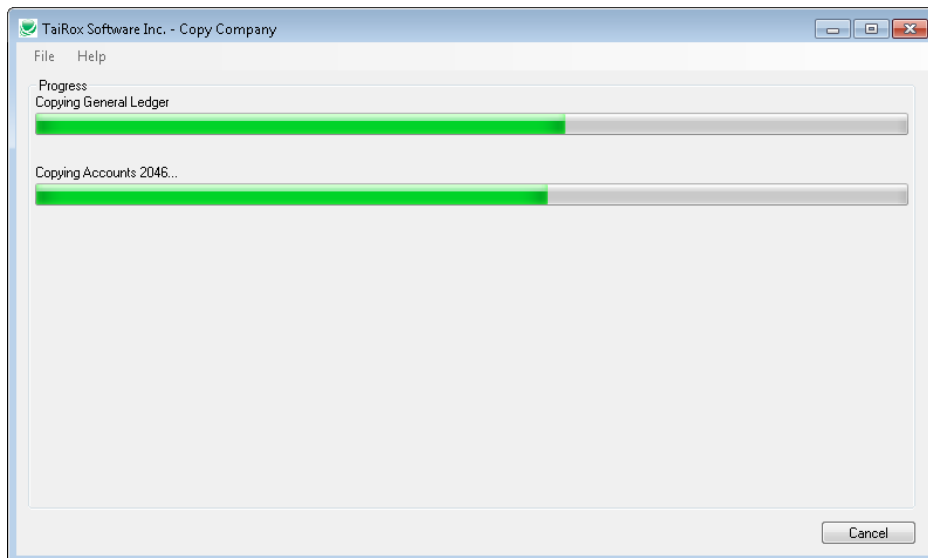 TaiRox Software Inc. - Copy Company
File Help
Progress
Copying General Ledger
Copying Accounts 2046...
Cancel